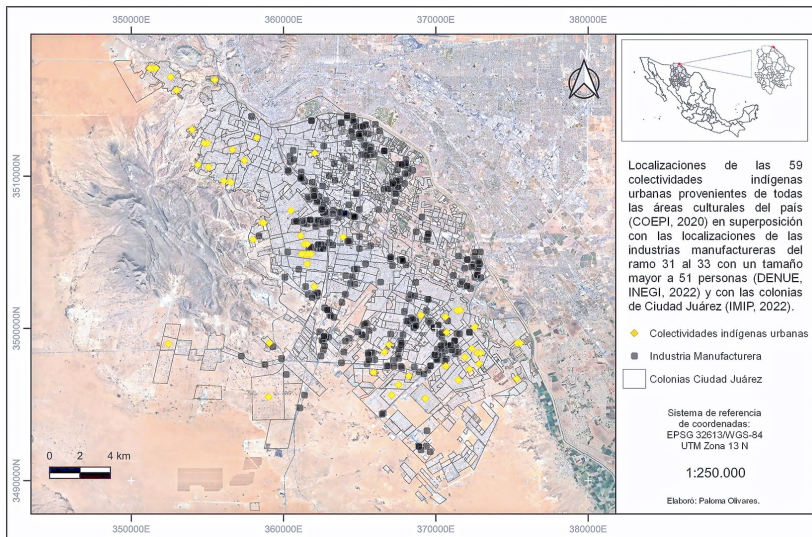 350000E 360000E 370000E 380000E
3510000N
3500000N
3490000N
N
0 2 4 km
350000E 360000E 370000E 380000E
Localizaciones de las 59
colectividades indígenas
urbanas provenientes de todas
las áreas culturales del país
(COEPI, 2020) en superposición
con las localizaciones de las
industrias manufactureras del
ramo 31 al 33 con un tamaño
mayor a 51 personas (DENUE,
INEGI, 2022) y con las colonias
de Ciudad Juárez (IMIP, 2022).
Colectividades indígenas urbanas
Industria Manufacturera
Colonias Ciudad Juárez
Sistema de referencia
de coordenadas:
EPSG 32613/WGS-84
UTM Zona 13 N
1:250.000
Elaboró: Paloma Olivares.